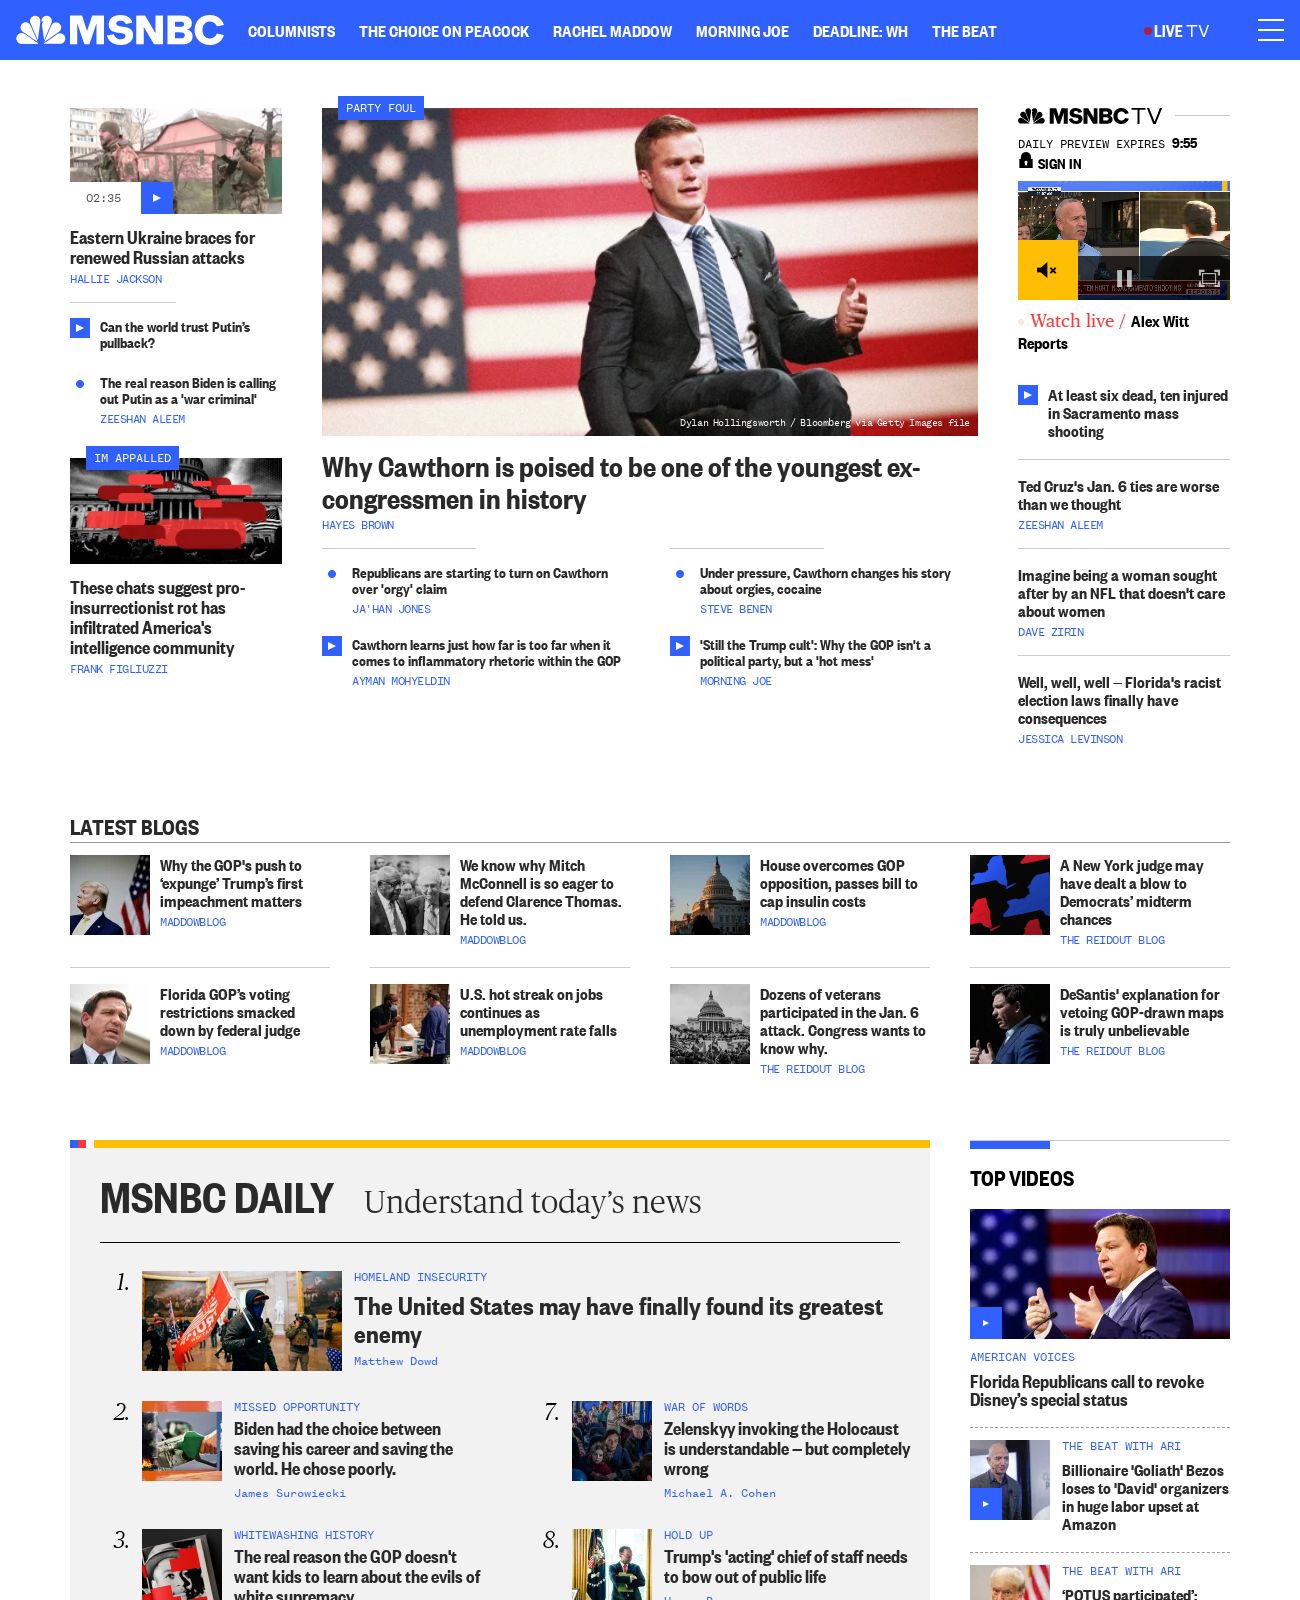 MSNBC
COLUMNISTS
THE CHOICE ON PEACOCK
RACHEL MADDOW
MORNING JOE
DEADLINE: WH
THE BEAT
LIVE TV
02:35
Eastern Ukraine braces for
renewed Russian attacks
HALLIE JACKSON
Can the world trust Putin’s
pullback?
The real reason Biden is calling
out Putin as a 'war criminal'
ZEESHAN ALEEM
IM APPALLED
These chats suggest pro-
insurrectionist rot has
infiltrated America's
intelligence community
FRANK FIGLIUZZI
PARTY FOUL
Dylan Hollingsworth / Bloomberg via Getty Images file
Why Cawthorn is poised to be one of the youngest ex-
congressmen in history
HAYES BROWN
Republicans are starting to turn on Cawthorn
over 'orgy' claim
JA'HAN JONES
Cawthorn learns just how far is too far when it
comes to inflammatory rhetoric within the GOP
AYMAN MOHYELDIN
Under pressure, Cawthorn changes his story
about orgies, cocaine
STEVE BENEN
'Still the Trump cult': Why the GOP isn't a
political party, but a 'hot mess'
MORNING JOE
MSNBC TV
DAILY PREVIEW EXPIRES 9:55
SIGN IN
TEN HURT IN SACRAMENTO SHOOTING
REPORTS
Watch live / Alex Witt
Reports
At least six dead, ten injured
in Sacramento mass
shooting
Ted Cruz's Jan. 6 ties are worse
than we thought
ZEESHAN ALEEM
Imagine being a woman sought
after by an NFL that doesn't care
about women
DAVE ZIRIN
Well, well, well — Florida's racist
election laws finally have
consequences
JESSICA LEVINSON
LATEST BLOGS
Why the GOP's push to
‘expunge’ Trump’s first
impeachment matters
MADDOWBLOG
We know why Mitch
McConnell is so eager to
defend Clarence Thomas.
He told us.
MADDOWBLOG
House overcomes GOP
opposition, passes bill to
cap insulin costs
MADDOWBLOG
A New York judge may
have dealt a blow to
Democrats’ midterm
chances
THE REIDOUT BLOG
Florida GOP’s voting
restrictions smacked
down by federal judge
MADDOWBLOG
U.S. hot streak on jobs
continues as
unemployment rate falls
MADDOWBLOG
Dozens of veterans
participated in the Jan. 6
attack. Congress wants to
know why.
THE REIDOUT BLOG
DeSantis' explanation for
vetoing GOP-drawn maps
is truly unbelievable
THE REIDOUT BLOG
MSNBC DAILY
Understand today’s news
1.
HOMELAND INSECURITY
The United States may have finally found its greatest
enemy
Matthew Dowd
2.
MISSED OPPORTUNITY
Biden had the choice between
saving his career and saving the
world. He chose poorly.
James Surowiecki
7.
WAR OF WORDS
Zelenskyy invoking the Holocaust
is understandable — but completely
wrong
Michael A. Cohen
3.
WHITEWASHING HISTORY
The real reason the GOP doesn't
want kids to learn about the evils of
white supremacy
8.
HOLD UP
Trump's 'acting' chief of staff needs
to bow out of public life
TOP VIDEOS
AMERICAN VOICES
Florida Republicans call to revoke
Disney’s special status
THE BEAT WITH ARI
Billionaire 'Goliath' Bezos
loses to 'David' organizers
in huge labor upset at
Amazon
THE BEAT WITH ARI
‘POTUS participated’: